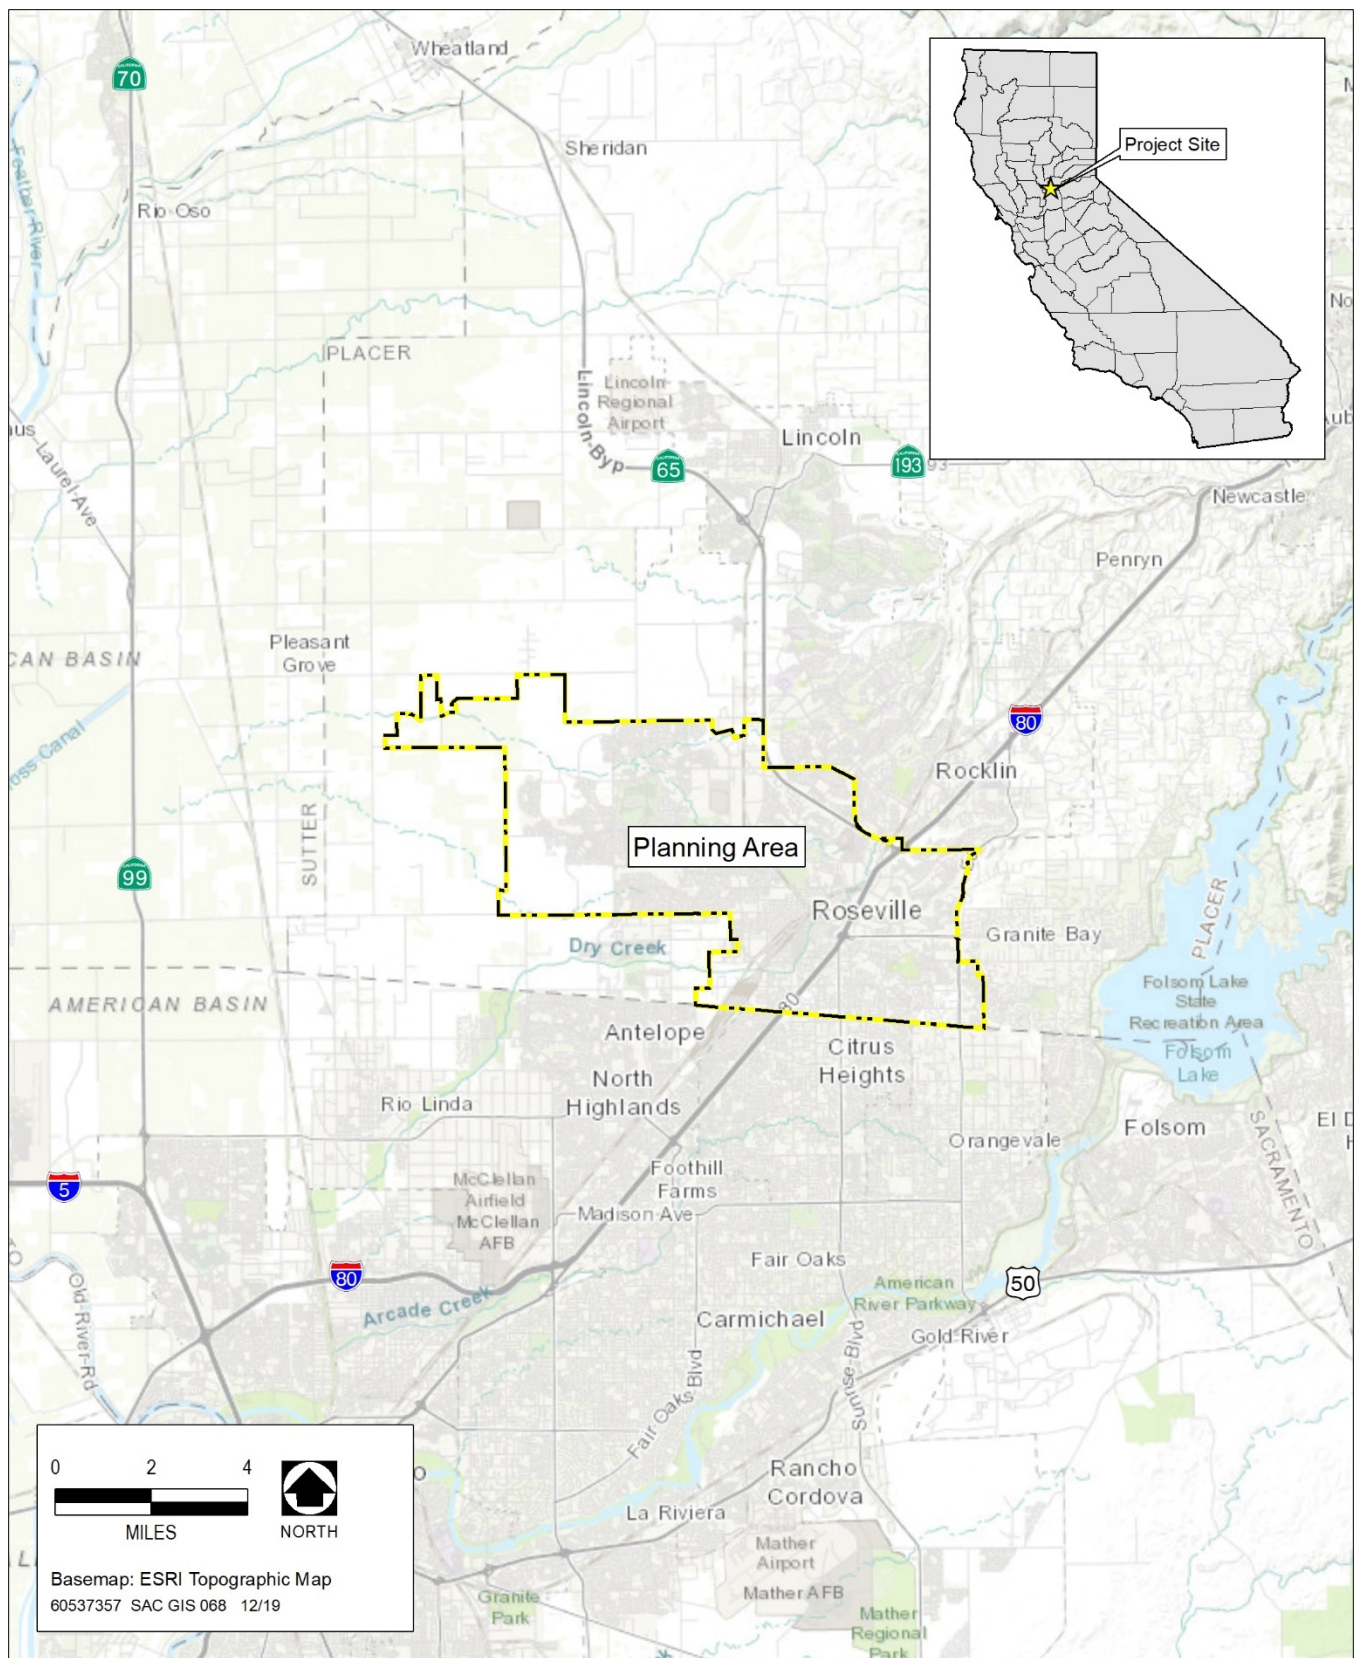 Wheatland
70
Sheridan
Project Site
Feather River
Rio Oso
PLACER
Lincoln
Regional
Airport
Lincoln-Byp
Lincoln
65
193
93
Laurel-Ave
Newcastle
Penryn
Pleasant
Grove
CAN BASIN
80
Rocklin
SUTTER
Planning Area
99
Roseville
Granite Bay
PLACER
Dry Creek
80
Folsom Lake
State
Recreation Area
Folsom
Lake
AMERICAN BASIN
Antelope
Citrus
Heights
North
Highlands
Rio Linda
Folsom
El D
Orangevale
SACRAMENTO
5
McClellan
Airfield
McClellan
AFB
Foothill
Farms
Madison-Ave
Fair Oaks
80
American
River Parkway
50
Old-River-Rd
Arcade Creek
Carmichael
Gold-River
Fair Oaks Blvd
Rancho
Cordova
La Riviera
Mather
Airport
Mather AFB
Granite
Park
Mather
Regional
Park
0 2 4
MILES
NORTH
Basemap: ESRI Topographic Map
60537357 SAC GIS 068 12/19